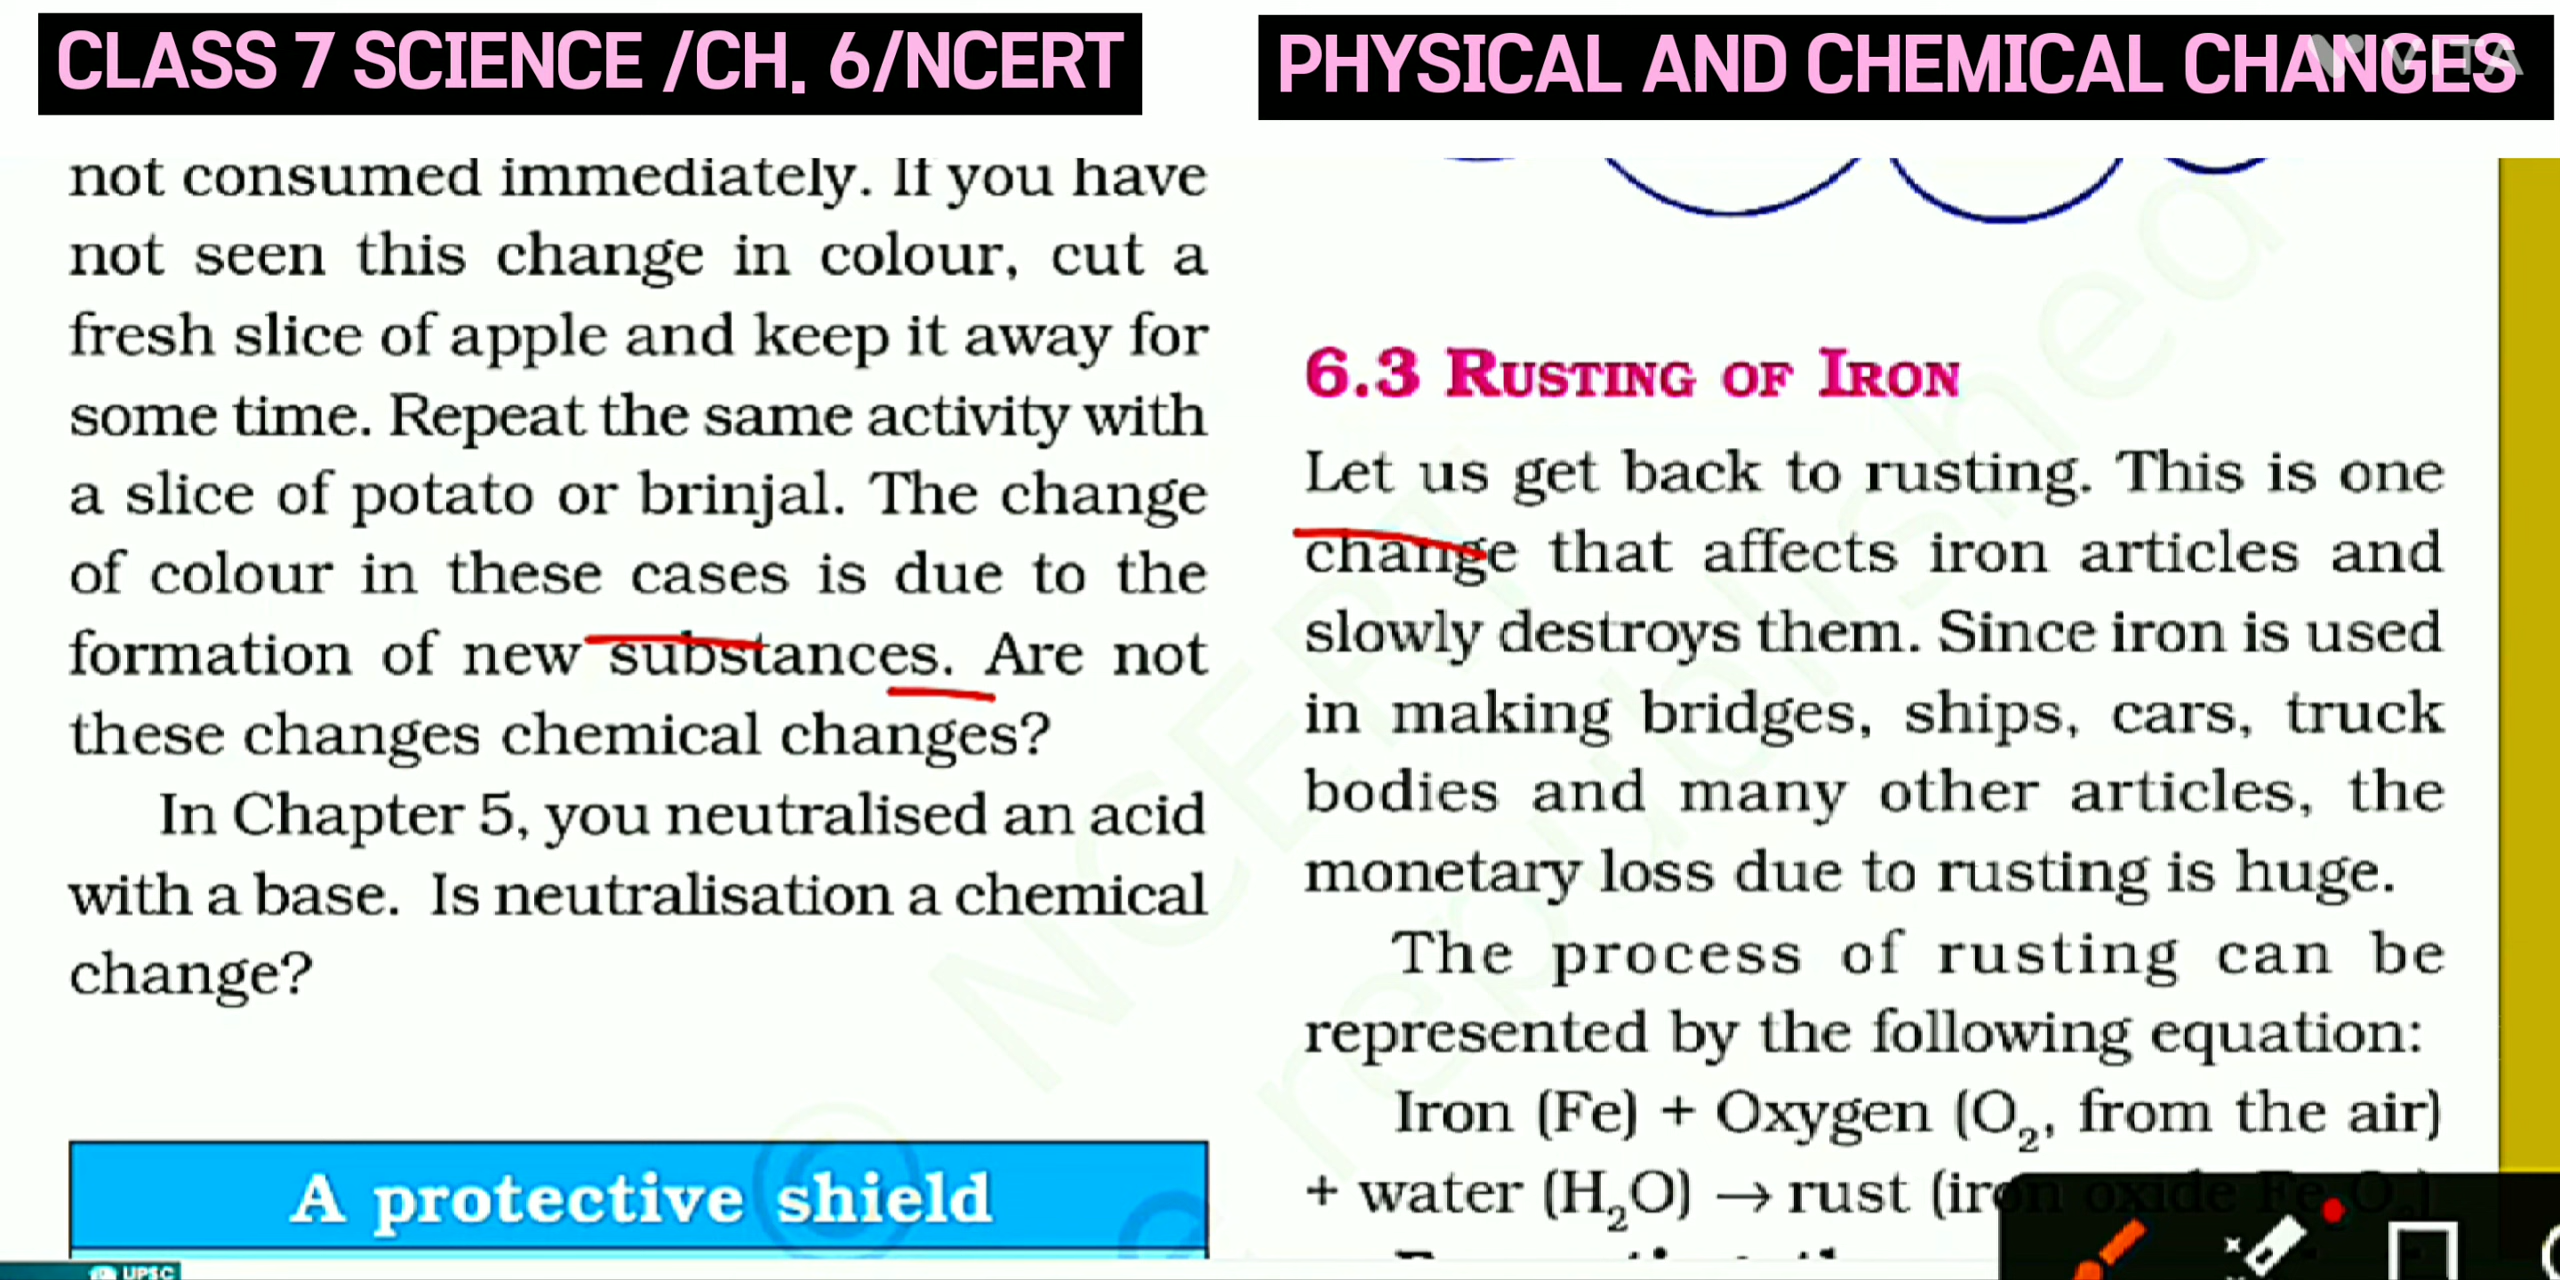 CLASS 7 SCIENCE /CH. 6/NCERT
PHYSICAL AND CHEMICAL CHANGES
VITA
not consumed immediately. If you have
not seen this change in colour, cut a
fresh slice of apple and keep it away for
some time. Repeat the same activity with
a slice of potato or brinjal. The change
of colour in these cases is due to the
formation of new substances. Are not
these changes chemical changes?
In Chapter 5, you neutralised an acid
with a base. Is neutralisation a chemical
change?
A protective shield
6.3 RUSTING OF IRON
Let us get back to rusting. This is one
change that affects iron articles and
slowly destroys them. Since iron is used
in making bridges, ships, cars, truck
bodies and many other articles, the
monetary loss due to rusting is huge.
The process of rusting can be
represented by the following equation:
Iron (Fe) + Oxygen (O₂, from the air)
+ water (H₂O) → rust (iron oxide Fe₂O₃)
© NCERT
republished
UPSC